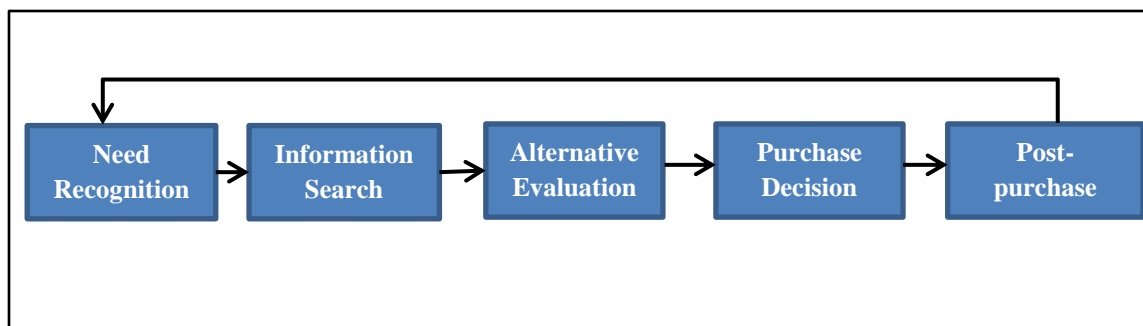 Need
Recognition
Information
Search
Alternative
Evaluation
Purchase
Decision
Post-
purchase